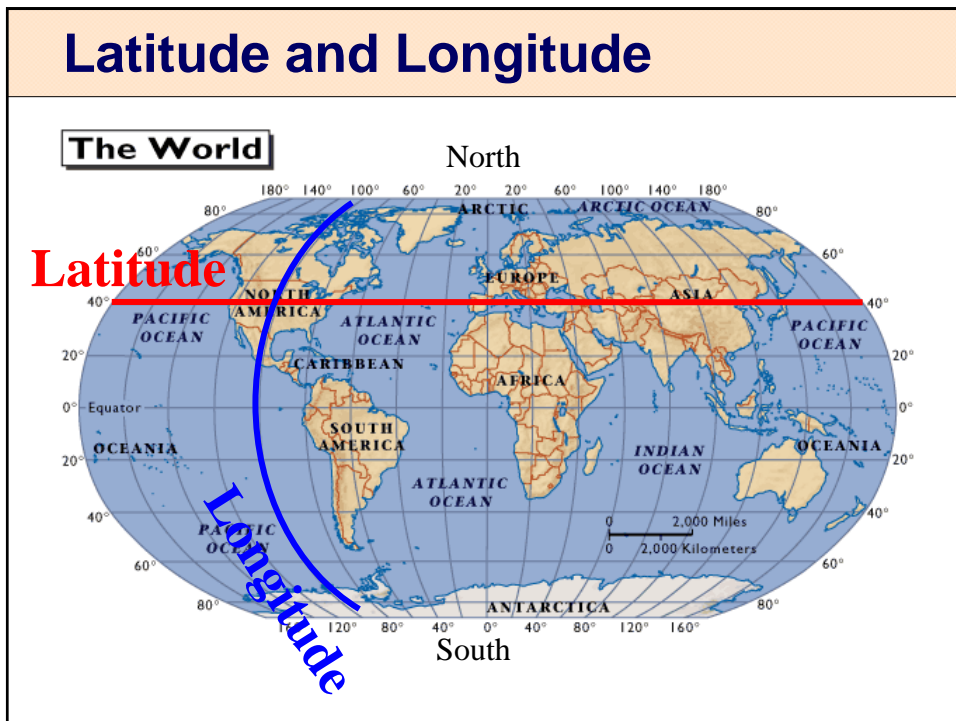 Latitude and Longitude
The World
North
180° 140° 100° 60° 20° 20° 60° 100° 140° 180°
ARCTIC
ARCTIC OCEAN
80° 80°
60° 60°
Latitude
EUROPE
NORTH
AMERICA
ASIA
40° 40°
PACIFIC
OCEAN
ATLANTIC
OCEAN
PACIFIC
OCEAN
20° 20°
CARIBBEAN
AFRICA
0° Equator 0°
SOUTH
AMERICA
OCEANIA
INDIAN
OCEAN
OCEANIA
20° 20°
ATLANTIC
OCEAN
Longitude
40° 40°
PACIFIC
OCEAN
0 2,000 Miles
0 2,000 Kilometers
60° 60°
80° 80°
ANTARCTICA
120° 80° 40° 0° 40° 80° 120° 160°
South